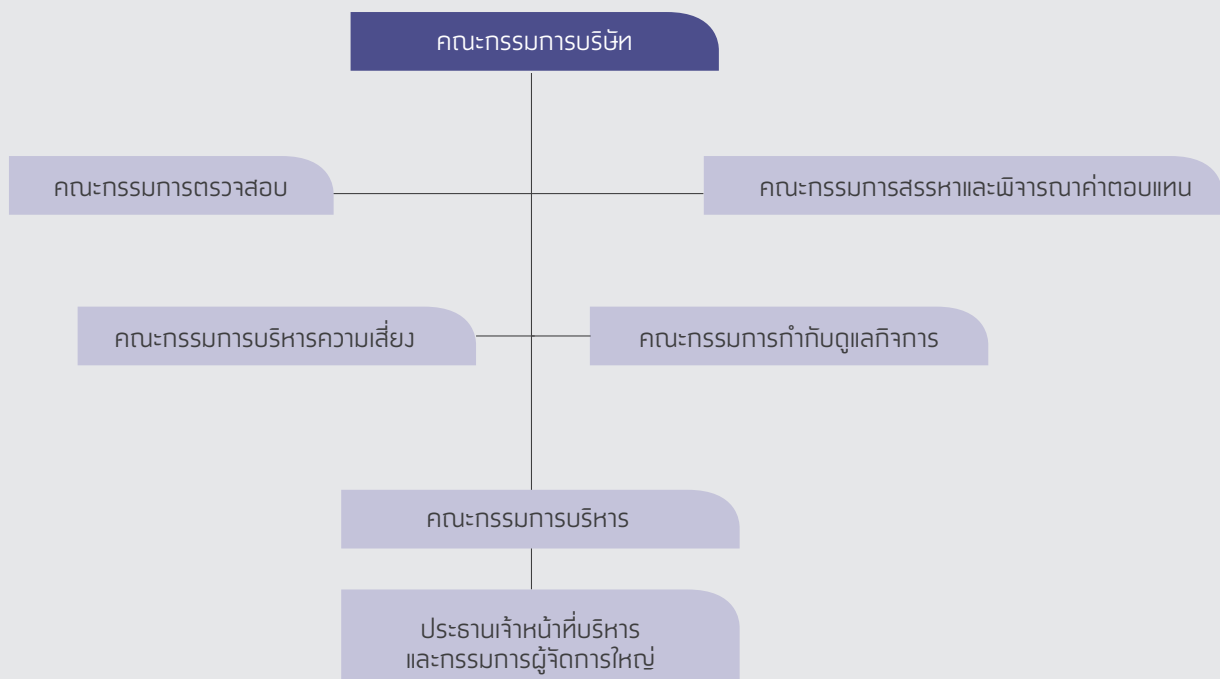 คณะกรรมการบริษัท
คณะกรรมการตรวจสอบ
คณะกรรมการสรรหาและพิจารณาค่าตอบแทน
คณะกรรมการบริหารความเสี่ยง
คณะกรรมการกำกับดูแลกิจการ
คณะกรรมการบริหาร
ประธานเจ้าหน้าที่บริหาร
และกรรมการผู้จัดการใหญ่